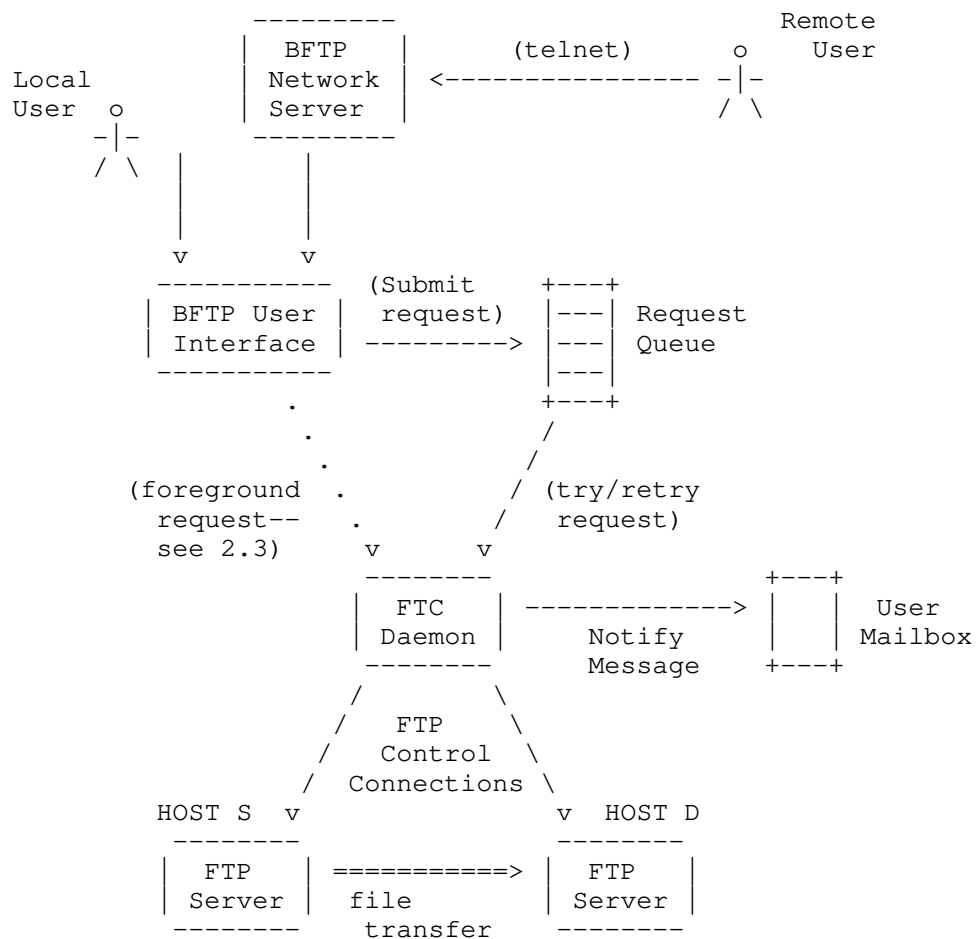 Remote
BFTP (telnet) o User
Local Network <---------------- -|-
User o Server / \
-|- ---------
/ \
v v
----------- (Submit +---+
| BFTP User | request) |---| Request
| Interface | ---------> |---| Queue
----------- |---|
. +---+
. /
. /
(foreground . / (try/retry
request-- . / request)
see 2.3) v v
-------- +---+
| FTC | -------------> | | User
| Daemon | Notify | | Mailbox
-------- Message +---+
/ \
/ FTP \
/ Control \
/ Connections \
HOST S v v HOST D
-------- --------
| FTP | ===========> | FTP |
| Server | file | Server |
-------- transfer --------